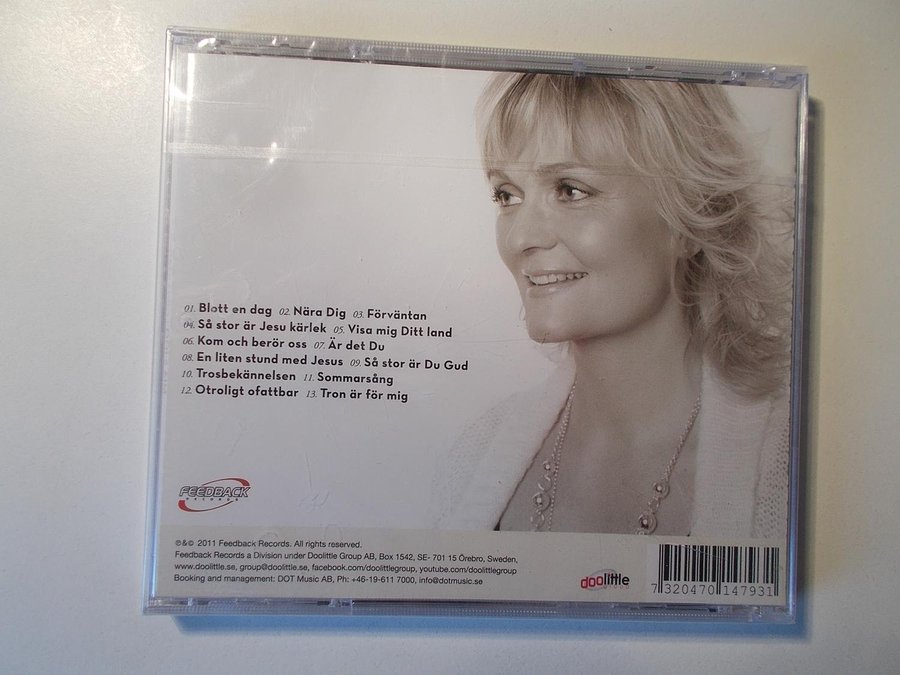 01. Blott en dag 02. Nära Dig 03. Förväntan
04. Så stor är Jesu kärlek 05. Visa mig Ditt land
06. Kom och berör oss 07. Är det Du
08. En liten stund med Jesus 09. Så stor är Du Gud
10. Trosbekännelsen 11. Sommarsång
12. Otroligt ofattbar 13. Tron är för mig
FEEDBACK
RECORDS
℗&© 2011 Feedback Records. All rights reserved.
Feedback Records a Division under Doolittle Group AB, Box 1542, SE- 701 15 Örebro, Sweden,
www.doolittle.se, group@doolittle.se, facebook.com/doolittlegroup, youtube.com/doolittlegroup
Booking and management: DOT Music AB, Ph: +46-19-611 7000, info@dotmusic.se
doolittle
7 320470 147931